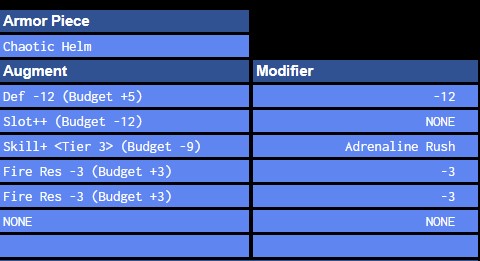 Armor Piece
Chaotic Helm
Augment Modifier
Def -12 (Budget +5) -12
Slot++ (Budget -12) NONE
Skill+ <Tier 3> (Budget -9) Adrenaline Rush
Fire Res -3 (Budget +3) -3
Fire Res -3 (Budget +3) -3
NONE NONE